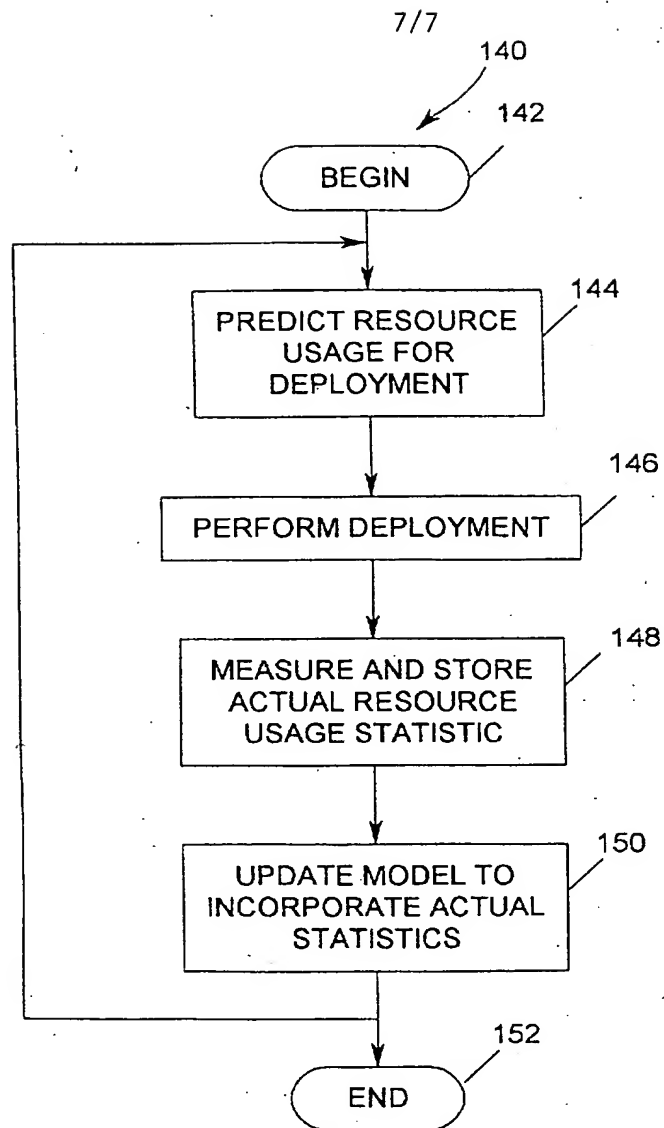 7/7
140
142
BEGIN
144
PREDICT RESOURCE
USAGE FOR
DEPLOYMENT
146
PERFORM DEPLOYMENT
148
MEASURE AND STORE
ACTUAL RESOURCE
USAGE STATISTIC
150
UPDATE MODEL TO
INCORPORATE ACTUAL
STATISTICS
152
END